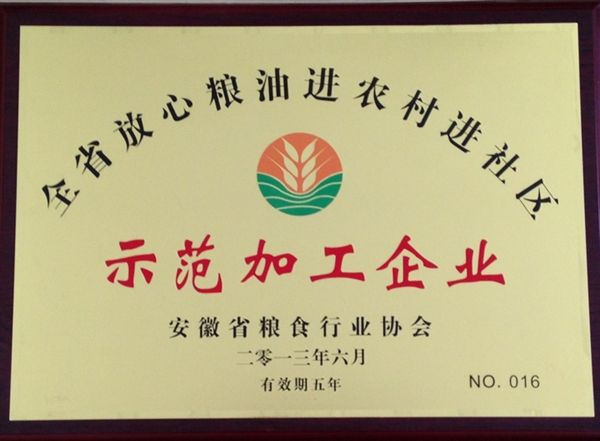 全省放心粮油进农村进社区
示范加工企业
安徽省粮食行业协会
二零一三年六月
有效期五年
NO. 016